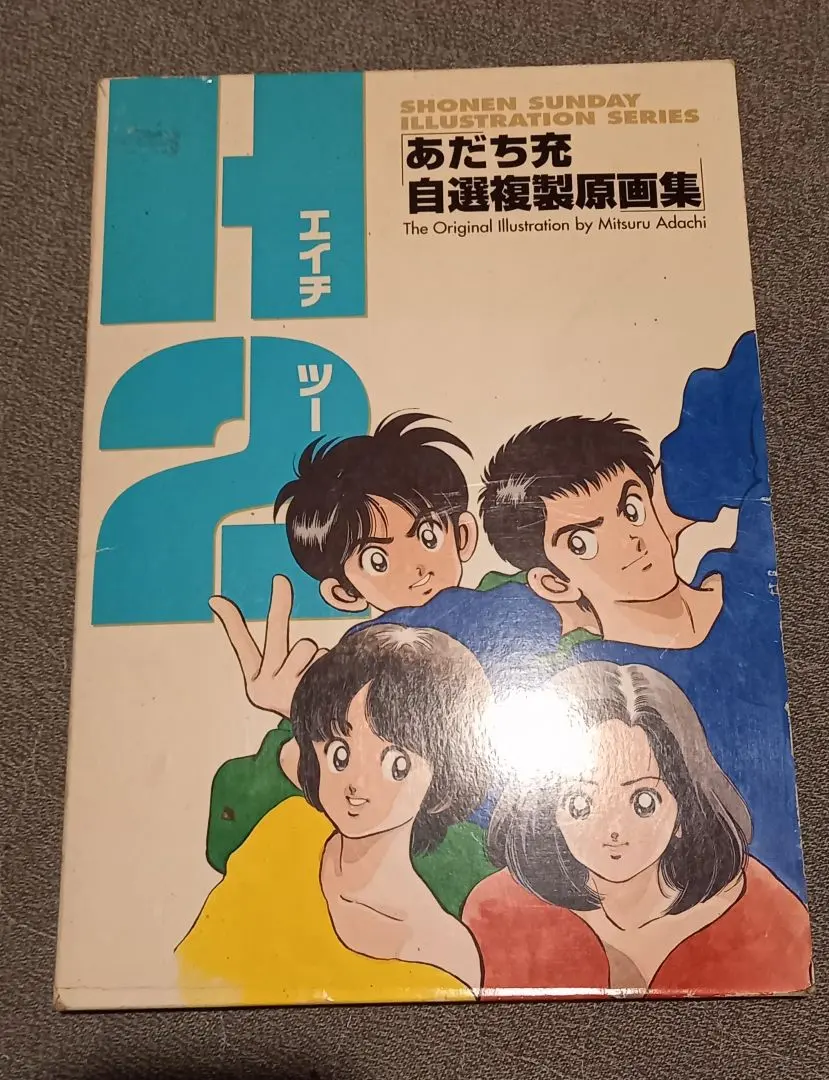 H2
エイチ ツー
SHONEN SUNDAY
ILLUSTRATION SERIES
「あだち充
自選複製原画集」
The Original Illustration by Mitsuru Adachi